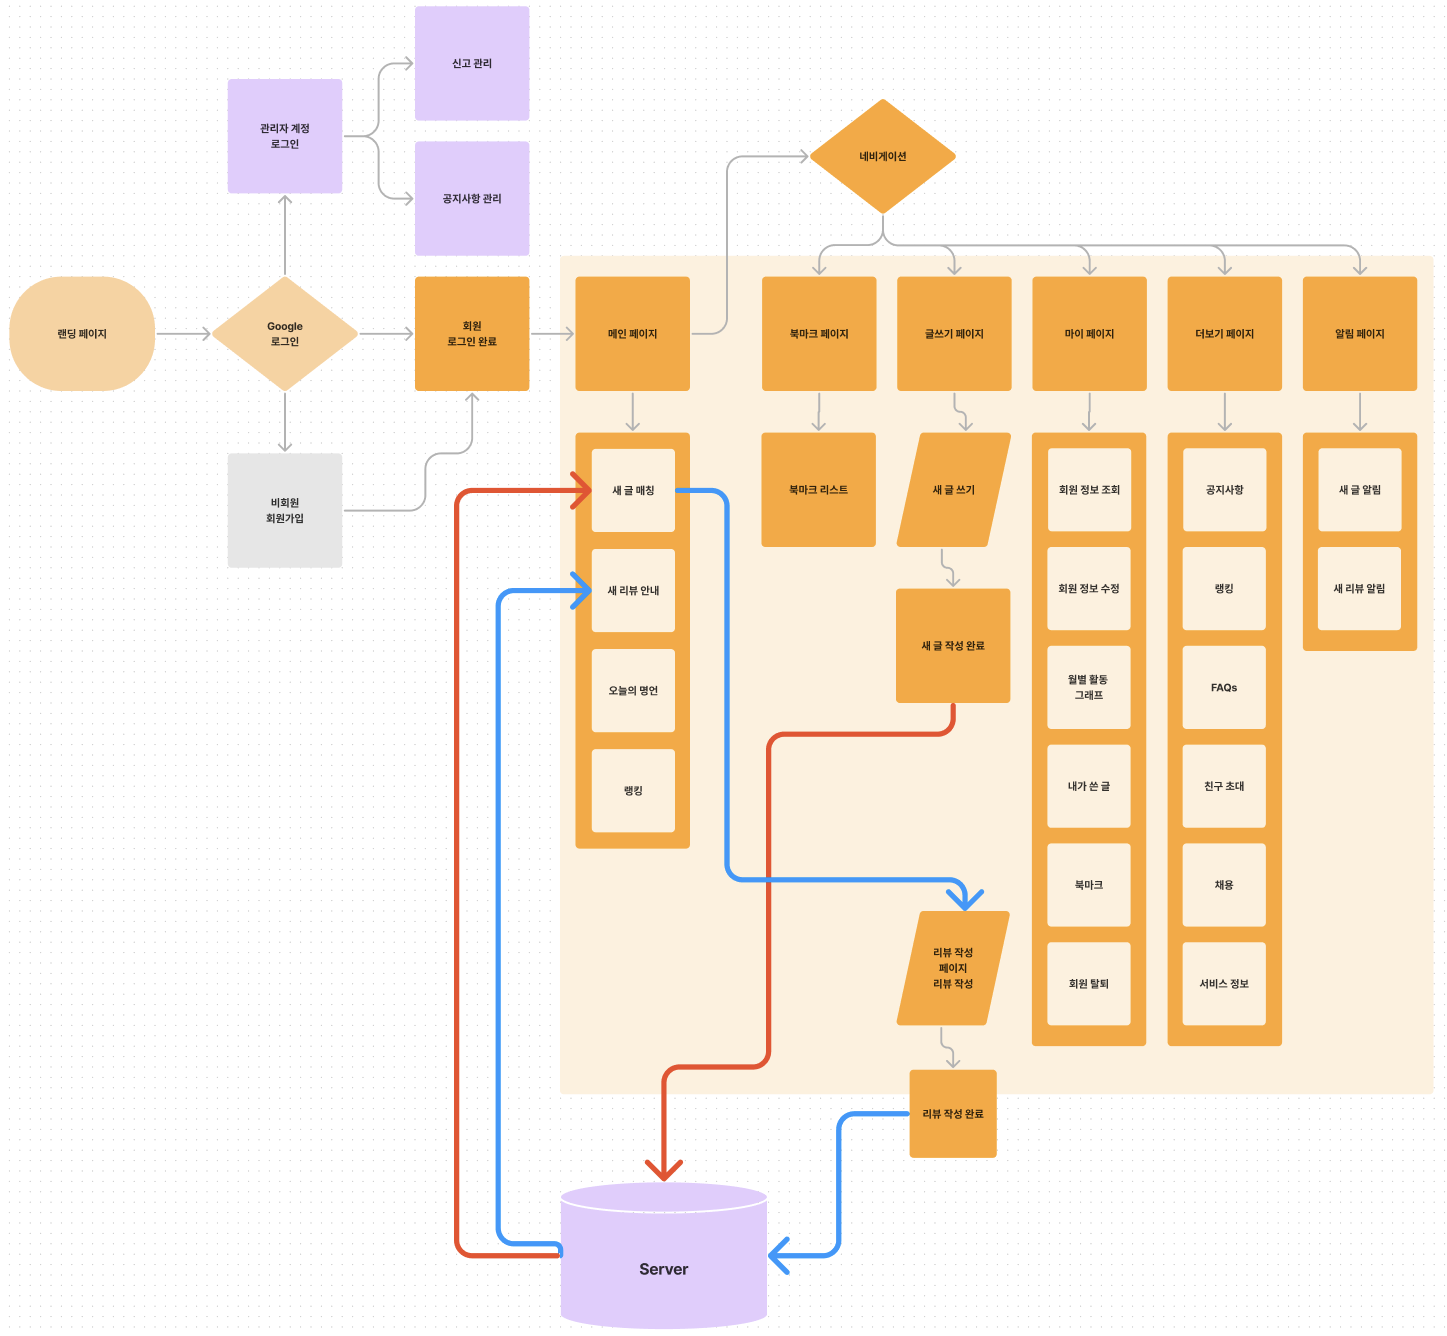 신고 관리
관리자 계정
로그인
공지사항 관리
네비게이션
랜딩 페이지
Google
로그인
회원
로그인 완료
메인 페이지
북마크 페이지
글쓰기 페이지
마이 페이지
더보기 페이지
알림 페이지
비회원
회원가입
새 글 매칭
새 리뷰 안내
오늘의 명언
랭킹
북마크 리스트
새 글 쓰기
새 글 작성 완료
리뷰 작성
페이지
리뷰 작성
리뷰 작성 완료
회원 정보 조회
회원 정보 수정
월별 활동
그래프
내가 쓴 글
북마크
회원 탈퇴
공지사항
랭킹
FAQs
친구 초대
채용
서비스 정보
새 글 알림
새 리뷰 알림
Server